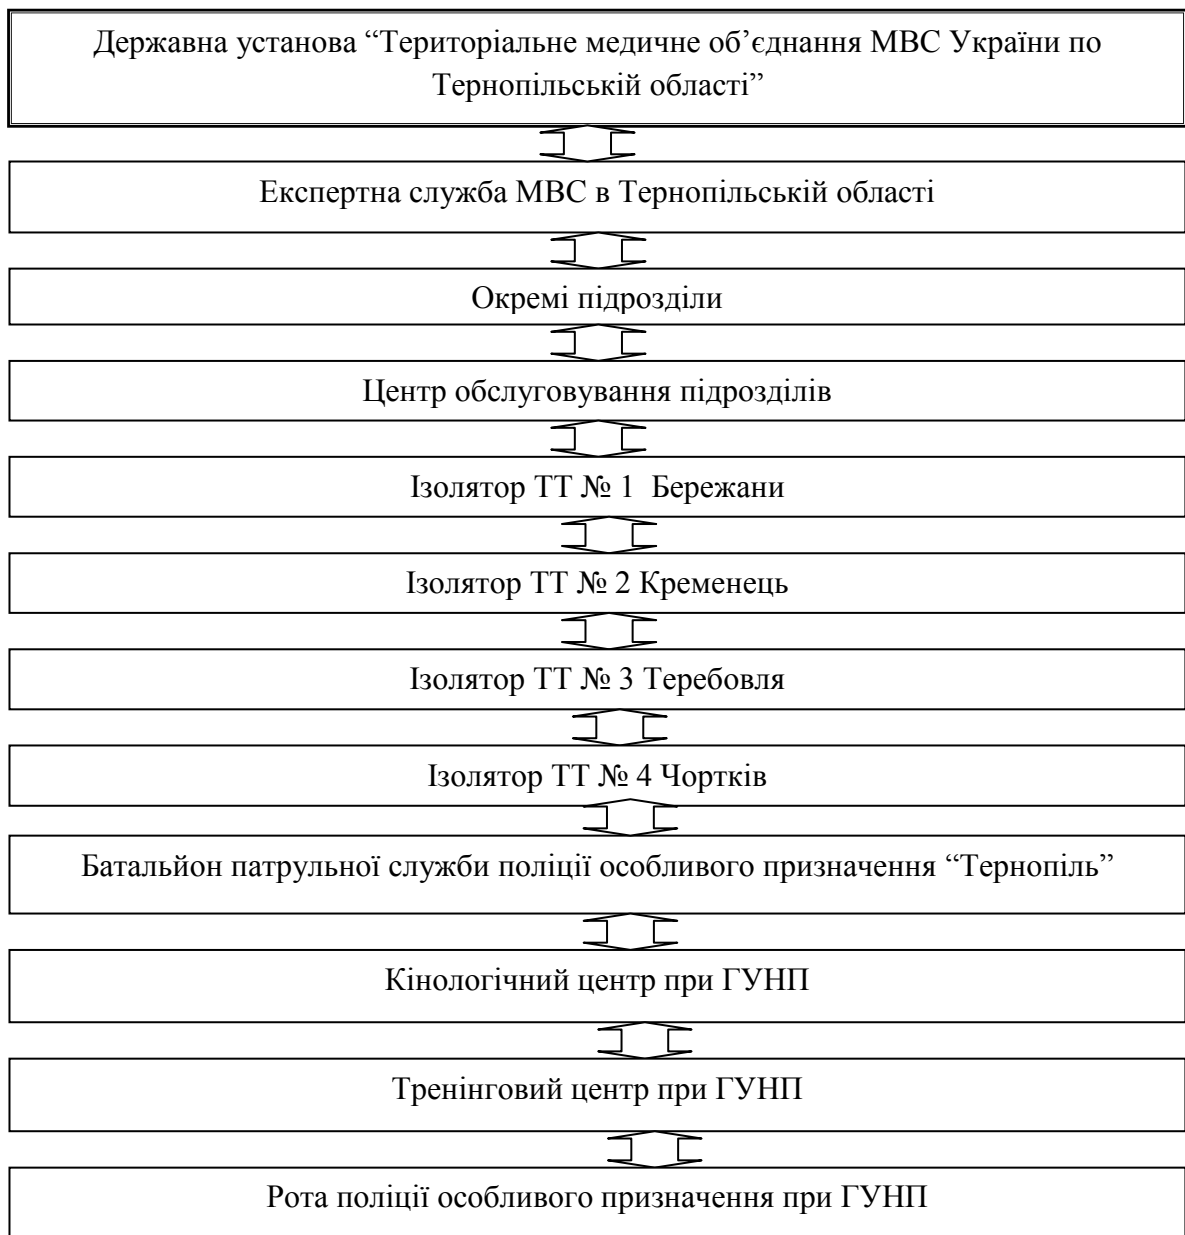 Державна установа “Територіальне медичне об’єднання МВС України по
Тернопільській області”
Експертна служба МВС в Тернопільській області
Окремі підрозділи
Центр обслуговування підрозділів
Ізолятор ТТ № 1  Бережани
Ізолятор ТТ № 2 Кременець
Ізолятор ТТ № 3 Теребовля
Ізолятор ТТ № 4 Чортків
Батальйон патрульної служби поліції особливого призначення “Тернопіль”
Кінологічний центр при ГУНП
Тренінговий центр при ГУНП
Рота поліції особливого призначення при ГУНП